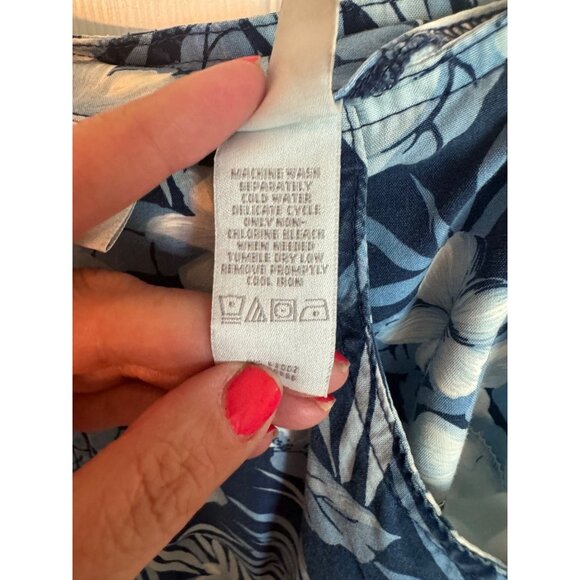 MACHINE WASH
SEPARATELY
COLD WATER
DELICATE CYCLE
ONLY NON-
CHLORINE BLEACH
WHEN NEEDED
TUMBLE DRY LOW
REMOVE PROMPTLY
COOL IRON